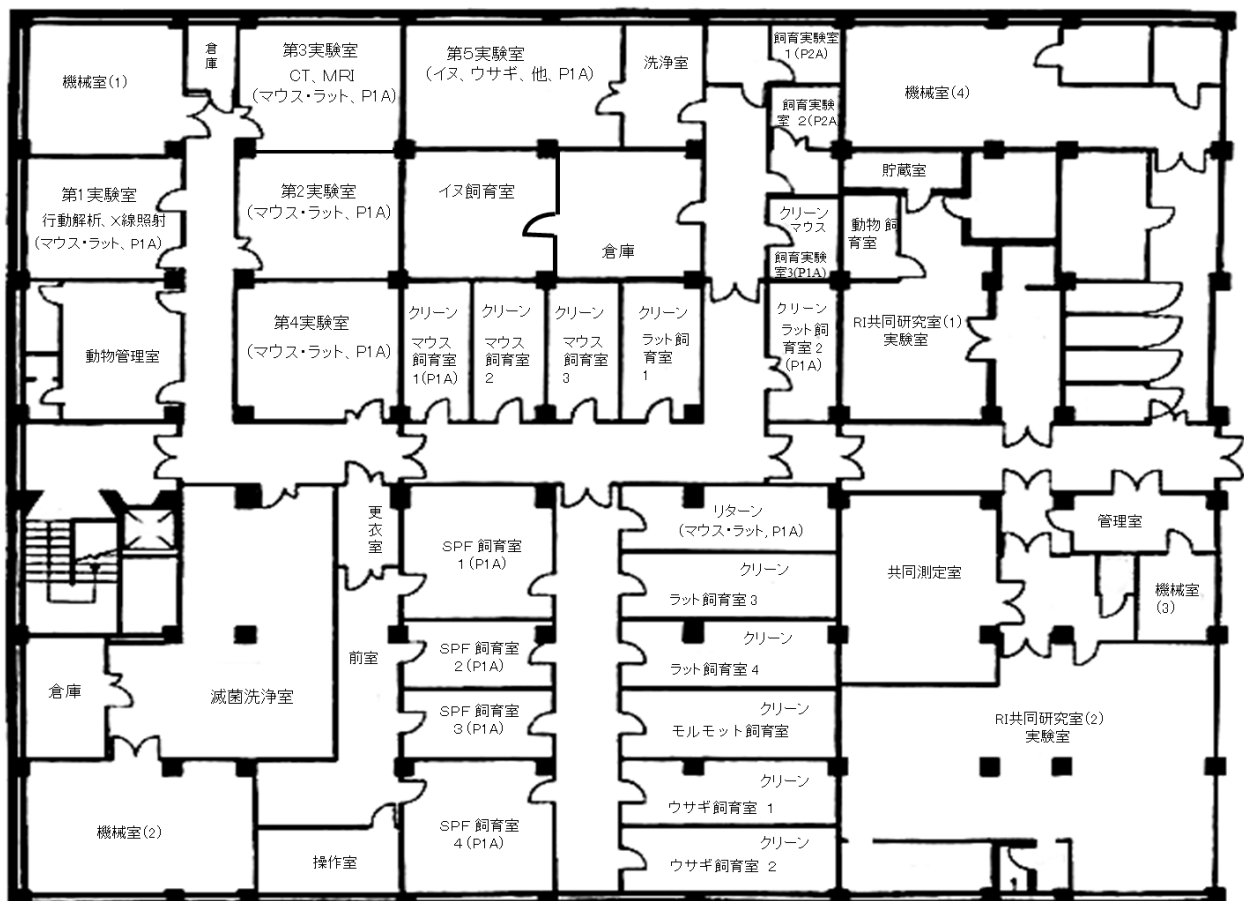 機械室(1)
倉
庫
第3実験室
CT、MRI
(マウス・ラット、P1A)
第5実験室
(イヌ、ウサギ、他、P1A)
洗浄室
飼育実験室
1(P2A)
飼育実験
室 2(P2A)
機械室(4)
第1実験室
行動解析、X線照射
(マウス・ラット、P1A)
第2実験室
(マウス・ラット、P1A)
イヌ飼育室
倉庫
貯蔵室
クリーン
マウス
飼育実験
室3(P1A)
動物 飼
育室
動物管理室
第4実験室
(マウス・ラット、P1A)
クリーン
マウス
飼育室
1(P1A)
クリーン
マウス
飼育室
2
クリーン
マウス
飼育室
3
クリーン
ラット飼
育室
1
クリーン
ラット飼
育室2
(P1A)
RI共同研究室(1)
実験室
更
衣
室
SPF 飼育室
1(P1A)
リターン
(マウス・ラット, P1A)
クリーン
ラット飼育室 3
共同測定室
管理室
機械室
(3)
倉庫
滅菌洗浄室
前室
SPF 飼育室
2(P1A)
クリーン
ラット飼育室 4
SPF 飼育室
3(P1A)
クリーン
モルモット飼育室
RI共同研究室(2)
実験室
機械室(2)
操作室
SPF 飼育室
4(P1A)
クリーン
ウサギ飼育室 1
クリーン
ウサギ飼育室 2